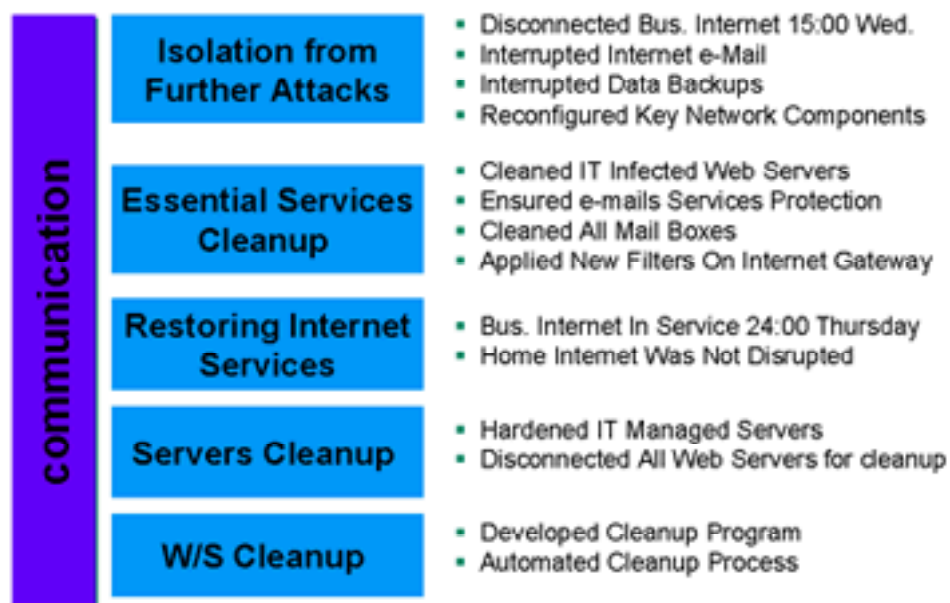 communication
Isolation from
Further Attacks
▪ Disconnected Bus. Internet 15:00 Wed.
▪ Interrupted Internet e-Mail
▪ Interrupted Data Backups
▪ Reconfigured Key Network Components
Essential Services
Cleanup
▪ Cleaned IT Infected Web Servers
▪ Ensured e-mails Services Protection
▪ Cleaned All Mail Boxes
▪ Applied New Filters On Internet Gateway
Restoring Internet
Services
▪ Bus. Internet In Service 24:00 Thursday
▪ Home Internet Was Not Disrupted
Servers Cleanup
▪ Hardened IT Managed Servers
▪ Disconnected All Web Servers for cleanup
W/S Cleanup
▪ Developed Cleanup Program
▪ Automated Cleanup Process